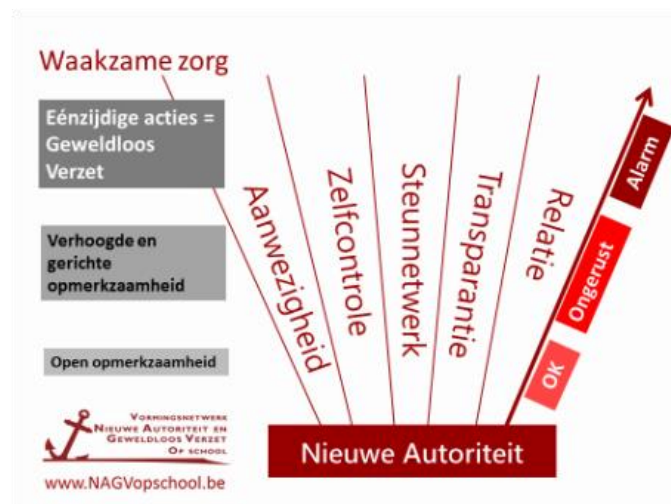 Waakzame zorg
Eénzijdige acties =
Geweldloos
Verzet
Verhoogde en
gerichte
opmerkzaamheid
Open opmerkzaamheid
Aanwezigheid
Zelfcontrole
Steunnetwerk
Transparantie
Relatie
Alarm
Ongerust
OK
Nieuwe Autoriteit
Vormingsnetwerk
Nieuwe Autoriteit en
Geweldloos Verzet
Op school
www.NAGVopschool.be